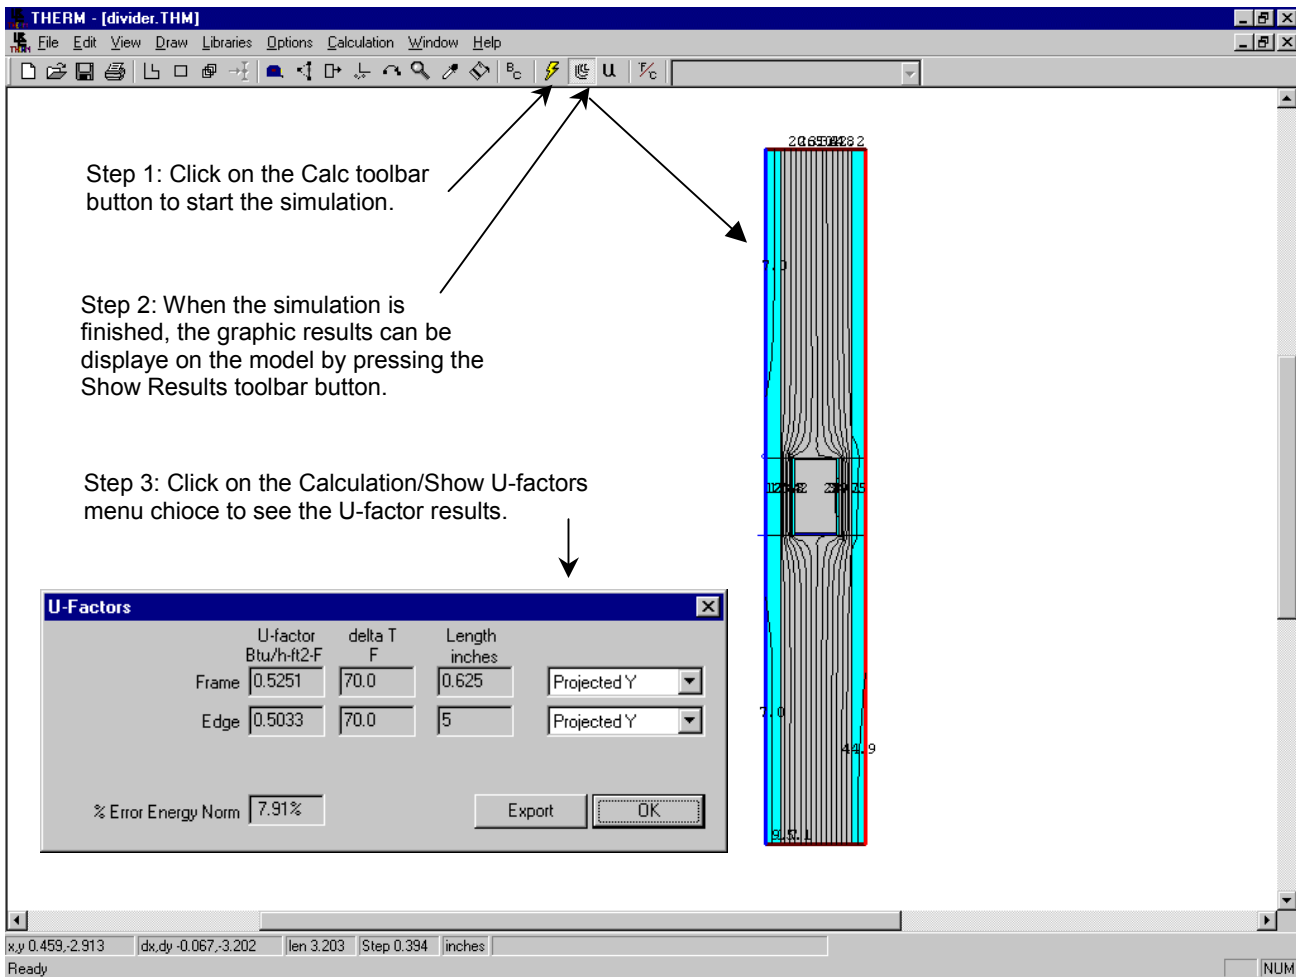 THERM - [divider.THM]
File Edit View Draw Libraries Options Calculation Window Help
BC U °F/C
Step 1: Click on the Calc toolbar
button to start the simulation.
7.0
Step 2: When the simulation is
finished, the graphic results can be
displaye on the model by pressing the
Show Results toolbar button.
Step 3: Click on the Calculation/Show U-factors
menu chioce to see the U-factor results.
U-Factors
U-factor delta T Length
Btu/h-ft2-F F inches
Frame 0.5251 70.0 0.625 Projected Y
Edge 0.5033 70.0 5 Projected Y
7.0
44.9
% Error Energy Norm 7.91% Export OK
x,y 0.459,-2.913 dx,dy -0.067,-3.202 len 3.203 Step 0.394 inches
Ready NUM